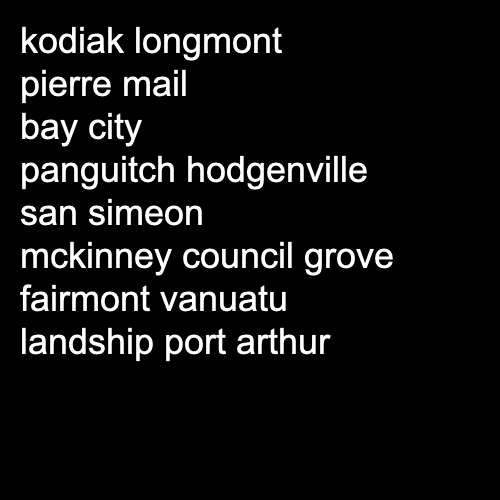 kodiak longmont
pierre mail
bay city
panguitch hodgenville
san simeon
mckinney council grove
fairmont vanuatu
landship port arthur